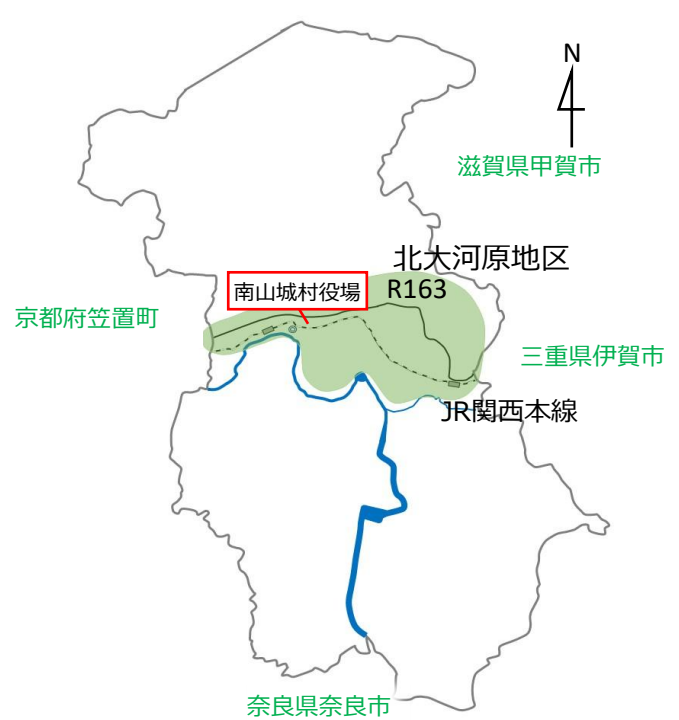 N
滋賀県甲賀市
北大河原地区
南山城村役場
R163
京都府笠置町
三重県伊賀市
JR関西本線
奈良県奈良市